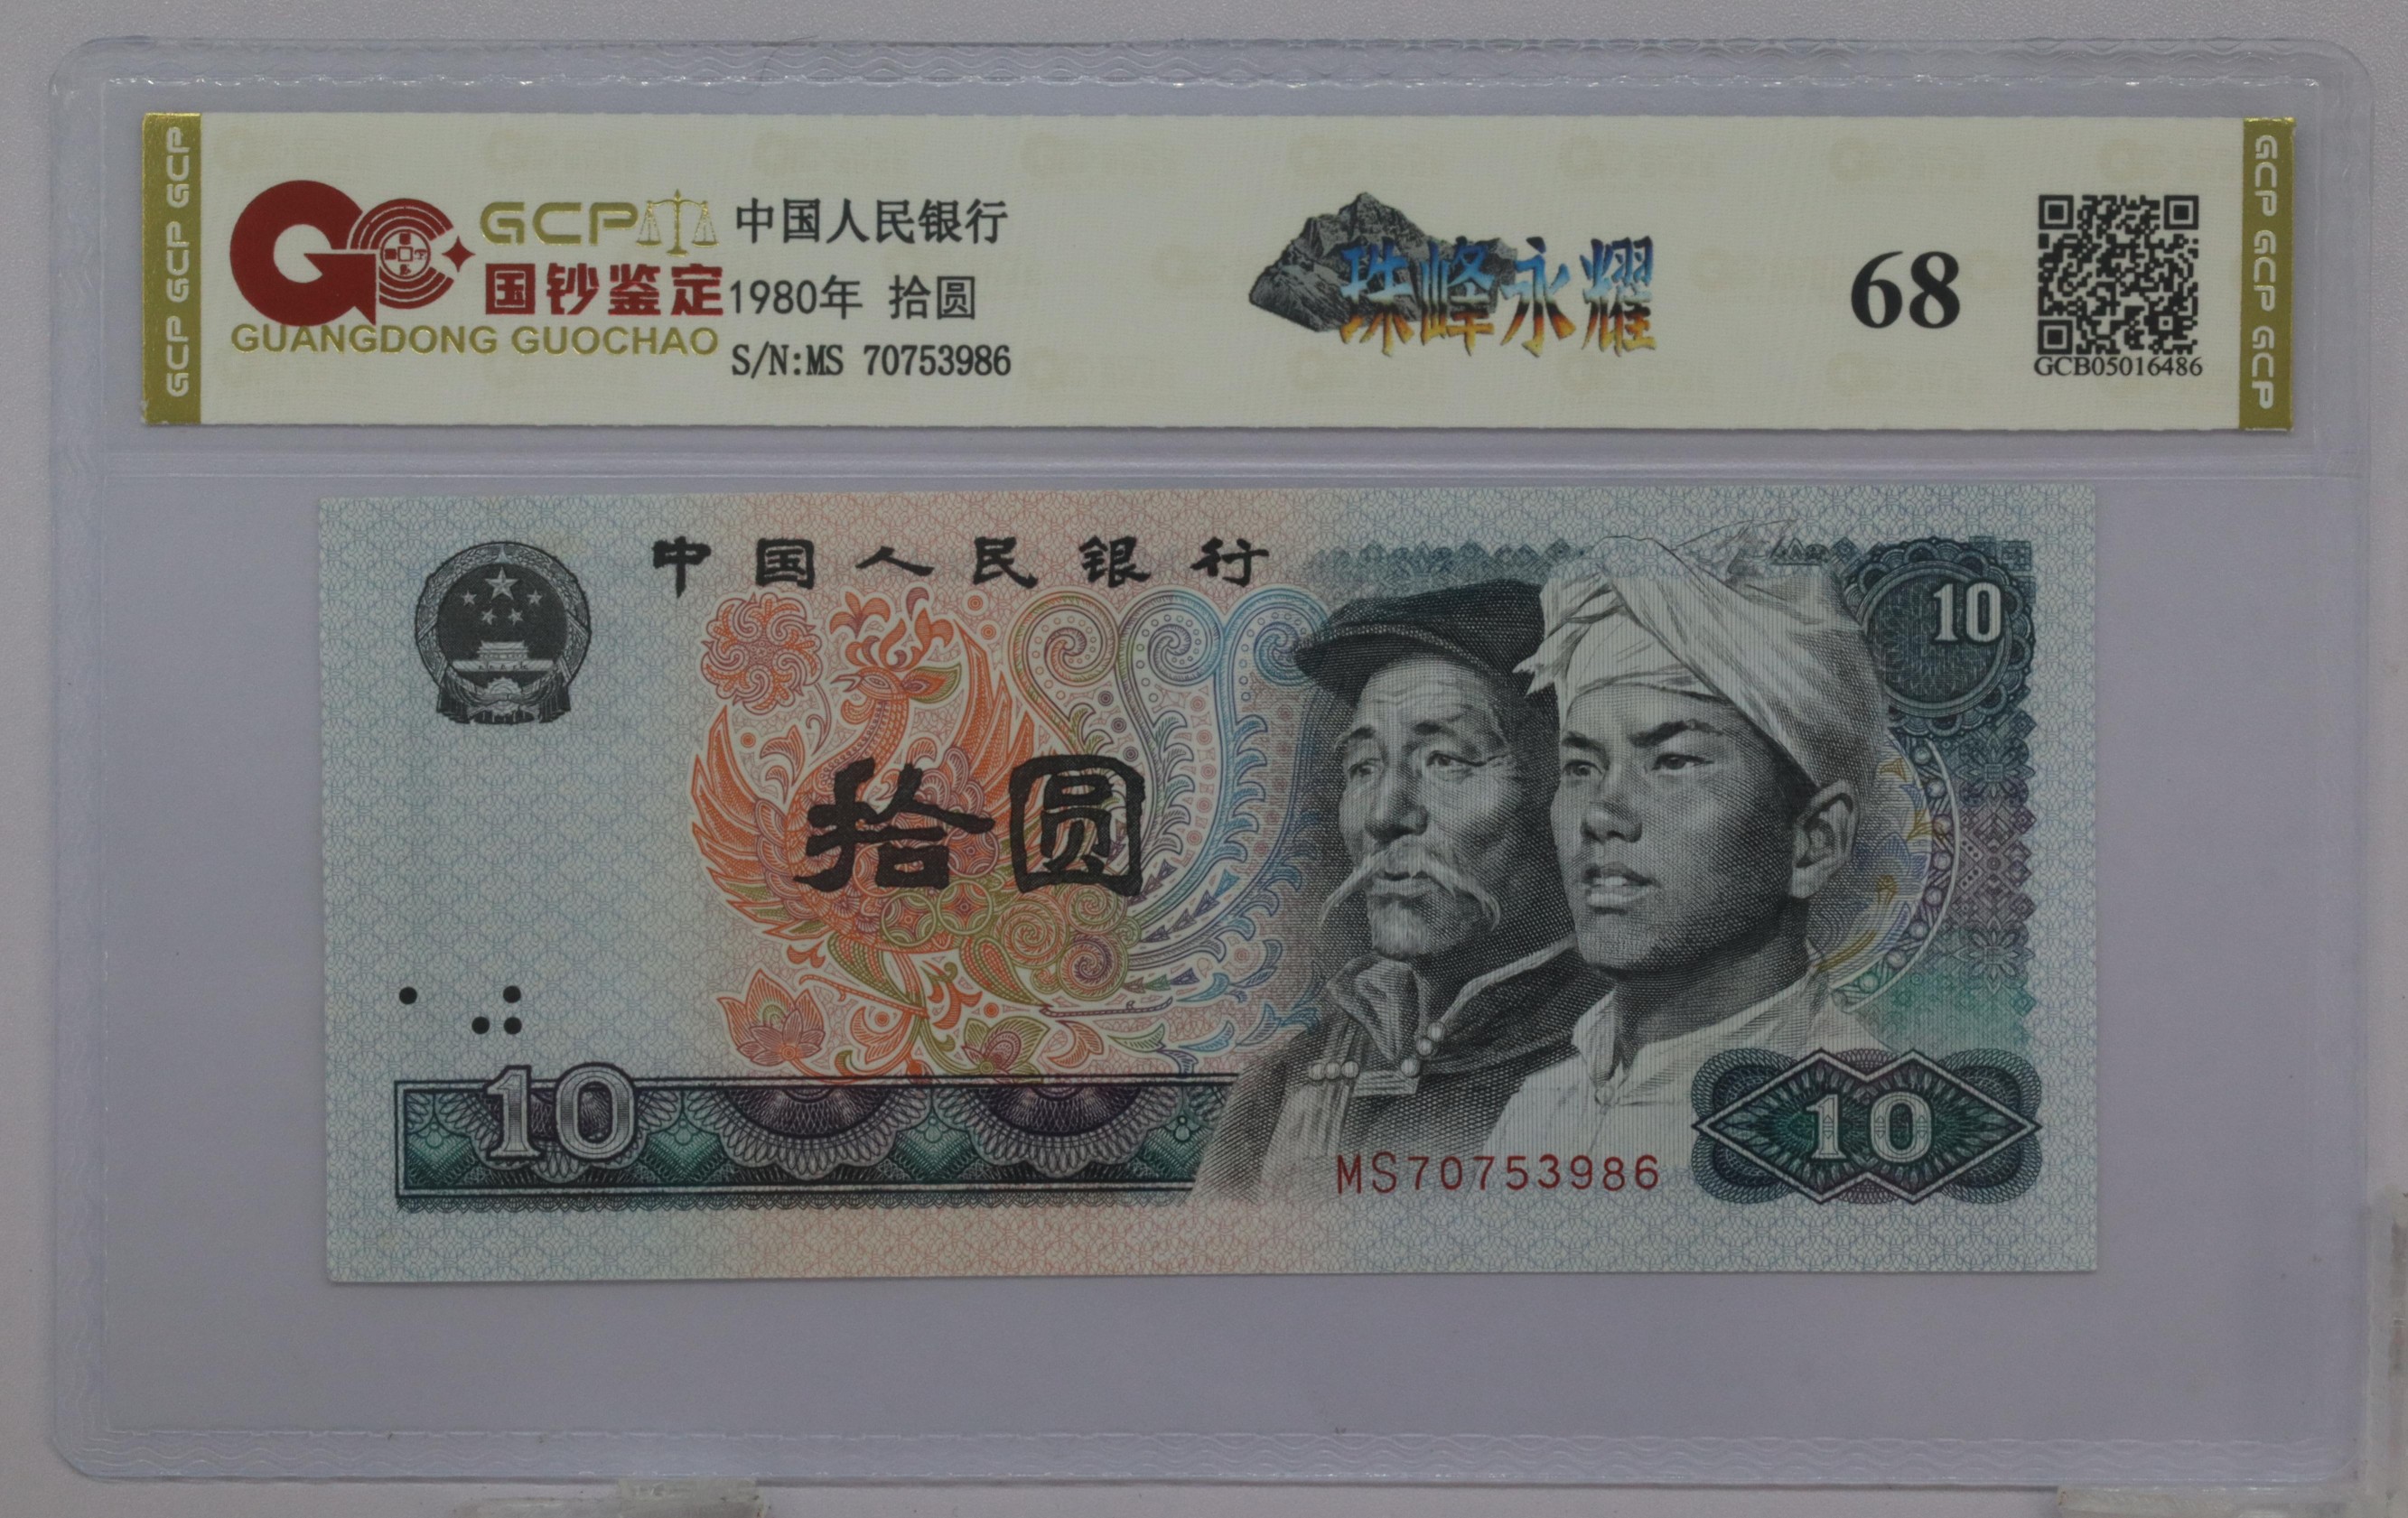 GCP GCP GCP
GCP
国钞鉴定
GUANGDONG GUOCHAO
中国人民银行
1980年 拾圆
S/N:MS 70753986
珠峰永耀
68
GCB05016486
GCP GCP GCP
中国人民银行
10
拾圆
10
MS70753986
10